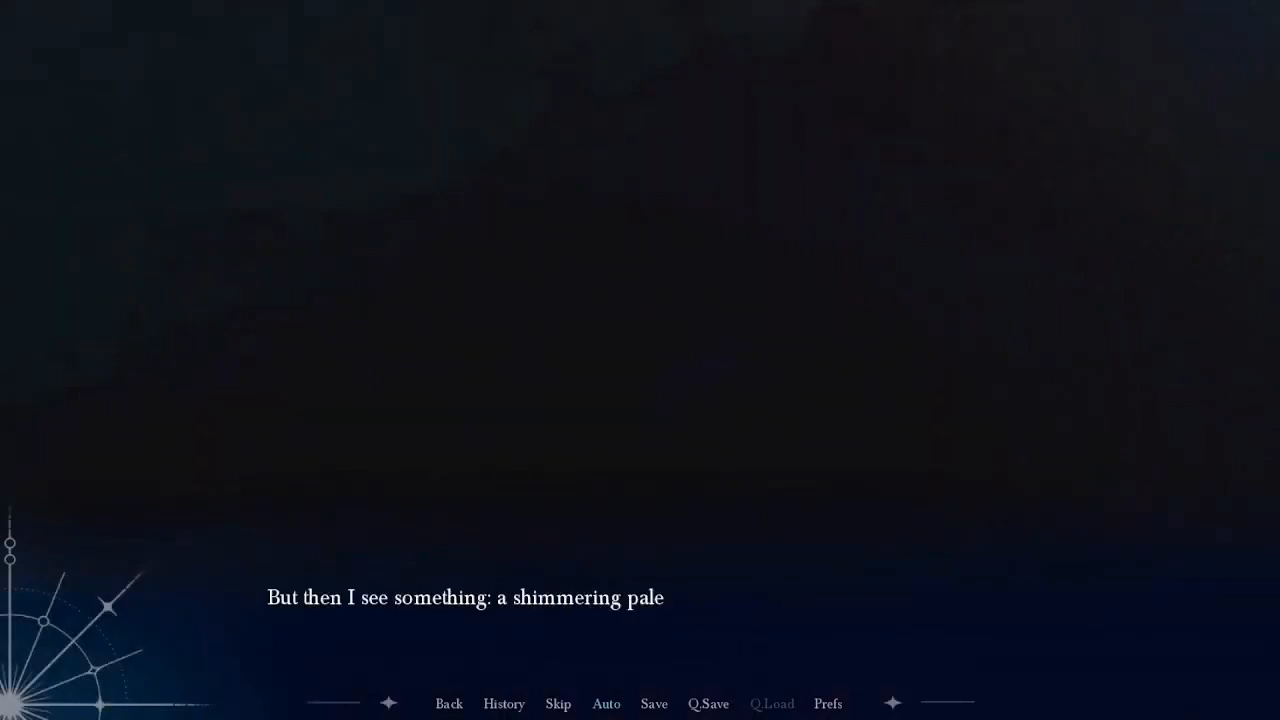 But then I see something: a shimmering pale
Back History Skip Auto Save Q.Save Q.Load Prefs